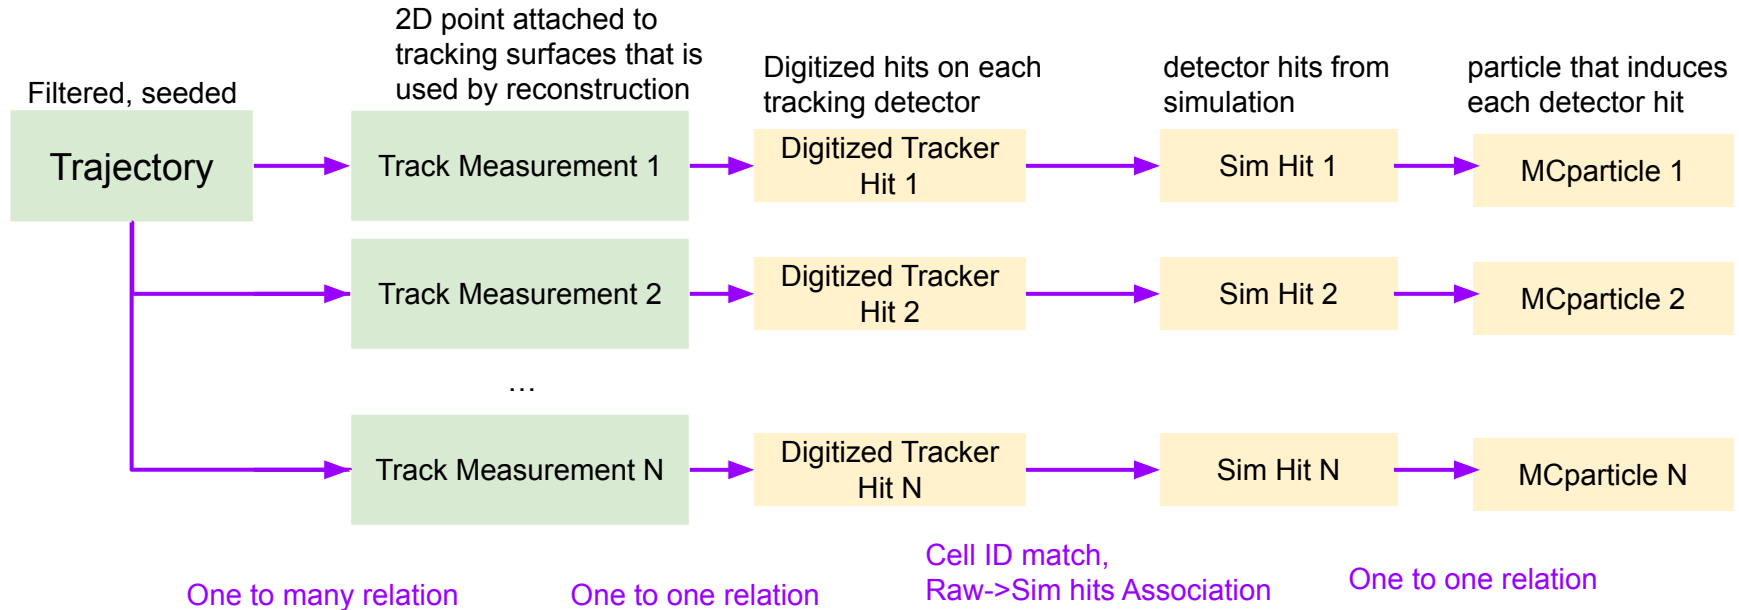 2D point attached to
tracking surfaces that is
used by reconstruction
Filtered, seeded
Digitized hits on each
tracking detector
detector hits from
simulation
particle that induces
each detector hit
Trajectory
Track Measurement 1
Digitized Tracker
Hit 1
Sim Hit 1
MCparticle 1
Track Measurement 2
Digitized Tracker
Hit 2
Sim Hit 2
MCparticle 2
...
Track Measurement N
Digitized Tracker
Hit N
Sim Hit N
MCparticle N
One to many relation
One to one relation
Cell ID match,
Raw->Sim hits Association
One to one relation